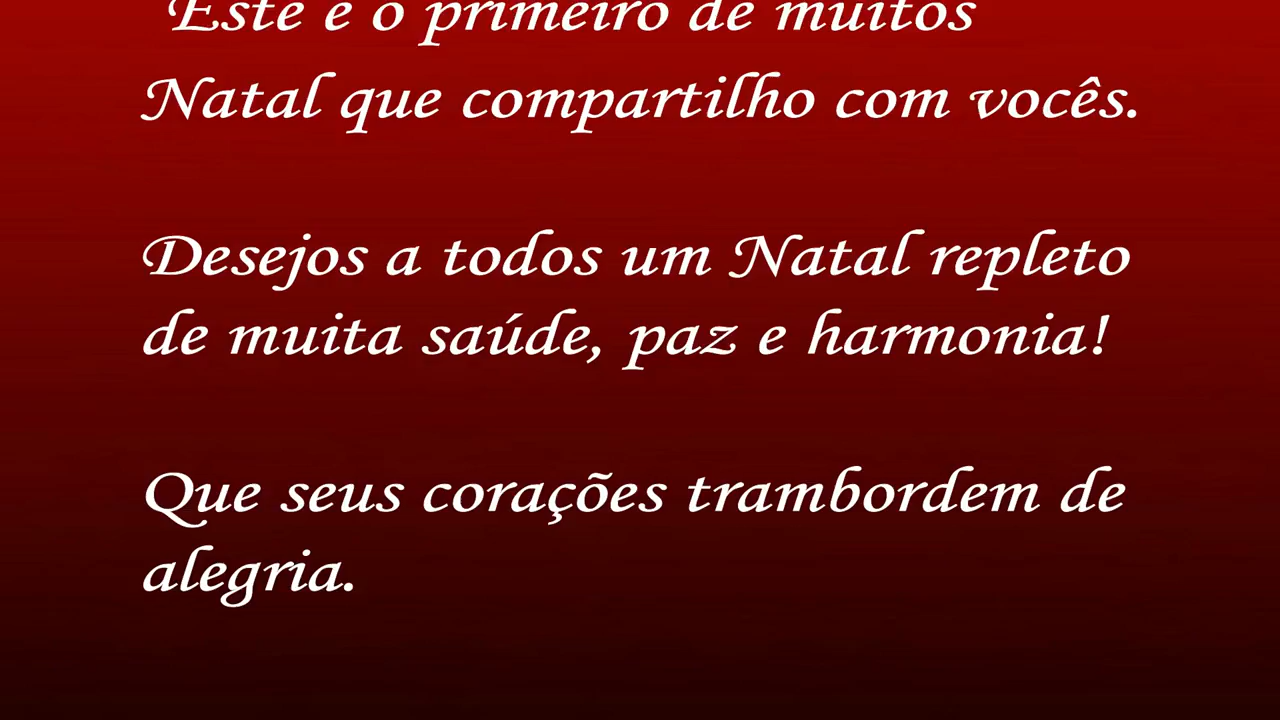 Este é o primeiro de muitos
Natal que compartilho com vocês.
Desejos a todos um Natal repleto
de muita saúde, paz e harmonia!
Que seus corações trambordem de
alegria.